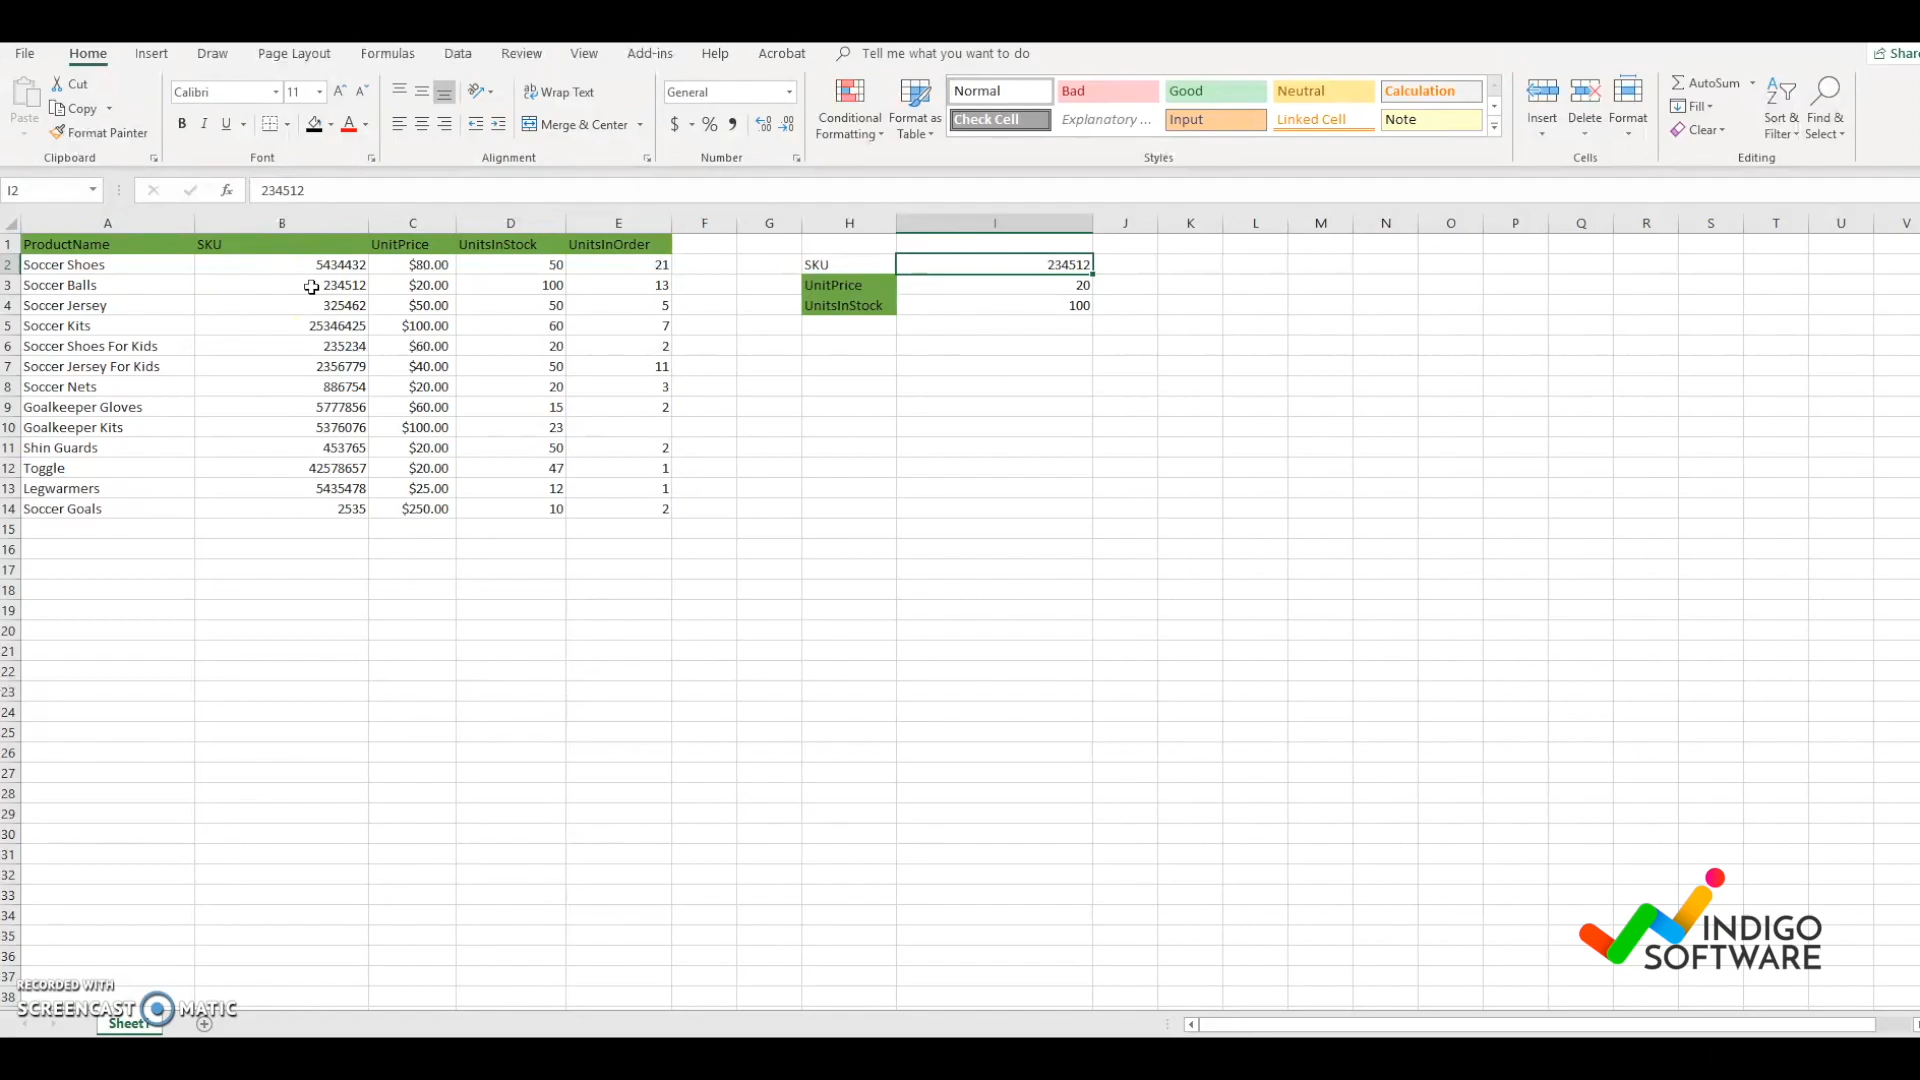 File Home Insert Draw Page Layout Formulas Data Review View Add-ins Help Acrobat Tell me what you want to do Share
Paste Cut Copy Format Painter Clipboard
Calibri 11 A A B I U A Font
Wrap Text Merge & Center Alignment
General $ % , Number
Conditional Formatting Format as Table
Normal Bad Good Neutral Calculation
Check Cell Explanatory ... Input Linked Cell Note
Styles
Insert Delete Format Cells
AutoSum Fill Clear Sort & Filter Find & Select Editing
I2 fx 234512
A B C D E F G H I J K L M N O P Q R S T U V
1 ProductName SKU UnitPrice UnitsInStock UnitsInOrder
2 Soccer Shoes 5434432 $80.00 50 21 SKU 234512
3 Soccer Balls 234512 $20.00 100 13 UnitPrice 20
4 Soccer Jersey 325462 $50.00 50 5 UnitsInStock 100
5 Soccer Kits 25346425 $100.00 60 7
6 Soccer Shoes For Kids 235234 $60.00 20 2
7 Soccer Jersey For Kids 2356779 $40.00 50 11
8 Soccer Nets 886754 $20.00 20 3
9 Goalkeeper Gloves 5777856 $60.00 15 2
10 Goalkeeper Kits 5376076 $100.00 23
11 Shin Guards 453765 $20.00 50 2
12 Toggle 42578657 $20.00 47 1
13 Legwarmers 5435478 $25.00 12 1
14 Soccer Goals 2535 $250.00 10 2
15
16
17
18
19
20
21
22
23
24
25
26
27
28
29
30
31
32
33
34
35
36
37
38
INDIGO
SOFTWARE
RECORDED WITH
SCREENCAST MATIC
Sheet1